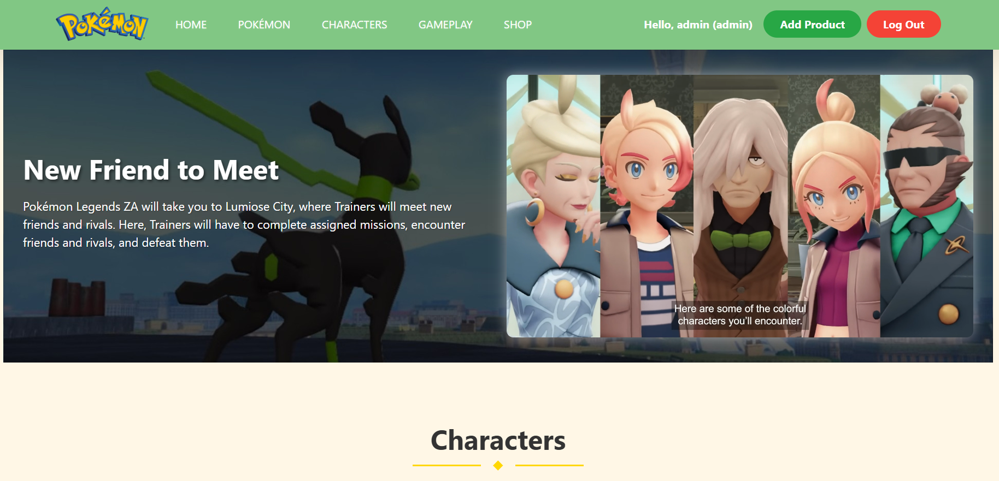 POKéMON
HOME
POKÉMON
CHARACTERS
GAMEPLAY
SHOP
Hello, admin (admin)
Add Product
Log Out
New Friend to Meet
Pokémon Legends ZA will take you to Lumiose City, where Trainers will meet new
friends and rivals. Here, Trainers will have to complete assigned missions, encounter
friends and rivals, and defeat them.
Here are some of the colorful
characters you'll encounter.
Characters